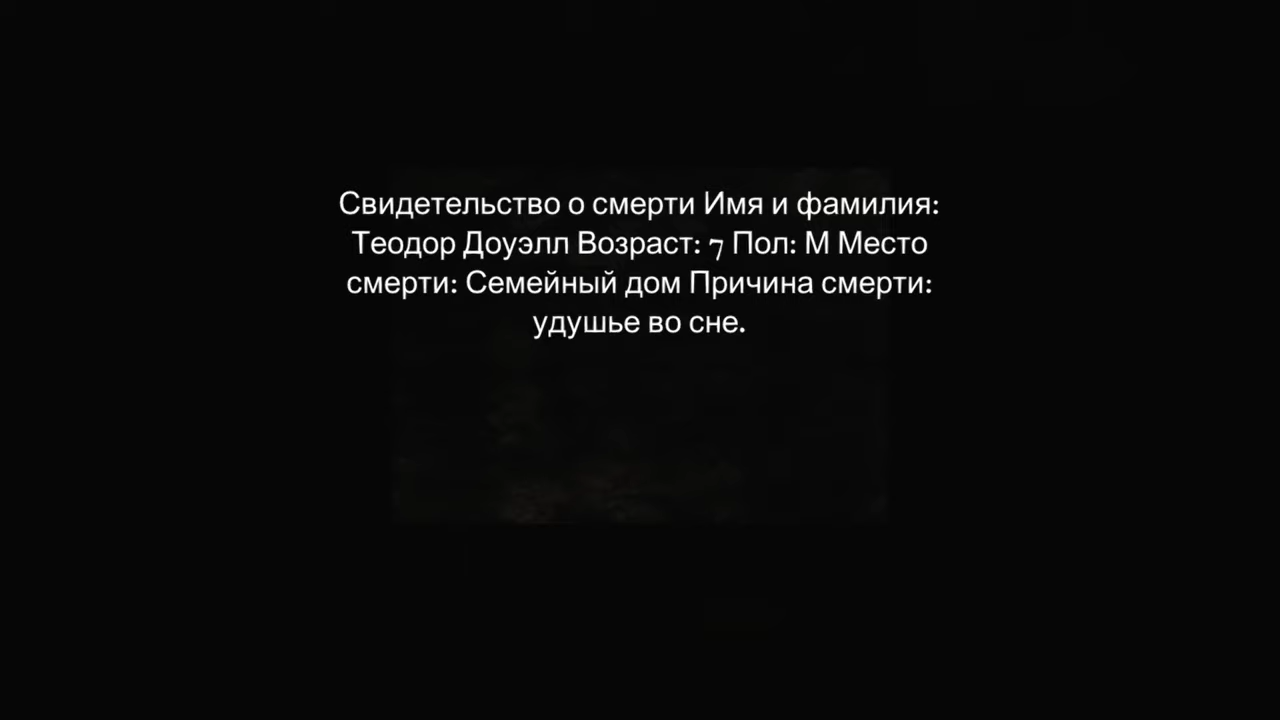 Свидетельство о смерти Имя и фамилия:
Теодор Доуэлл Возраст: 7 Пол: М Место
смерти: Семейный дом Причина смерти:
удушье во сне.